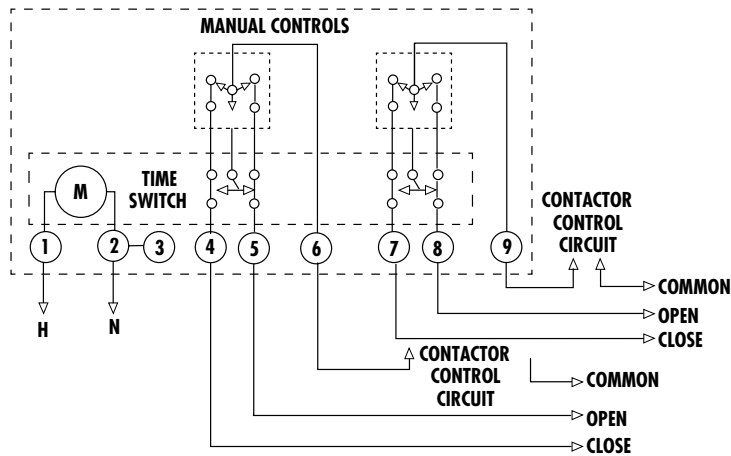 MANUAL CONTROLS
M
TIME
SWITCH
1
2
3
4
5
6
7
8
9
CONTACTOR
CONTROL
CIRCUIT
H
N
COMMON
OPEN
CLOSE
CONTACTOR
CONTROL
CIRCUIT
COMMON
OPEN
CLOSE